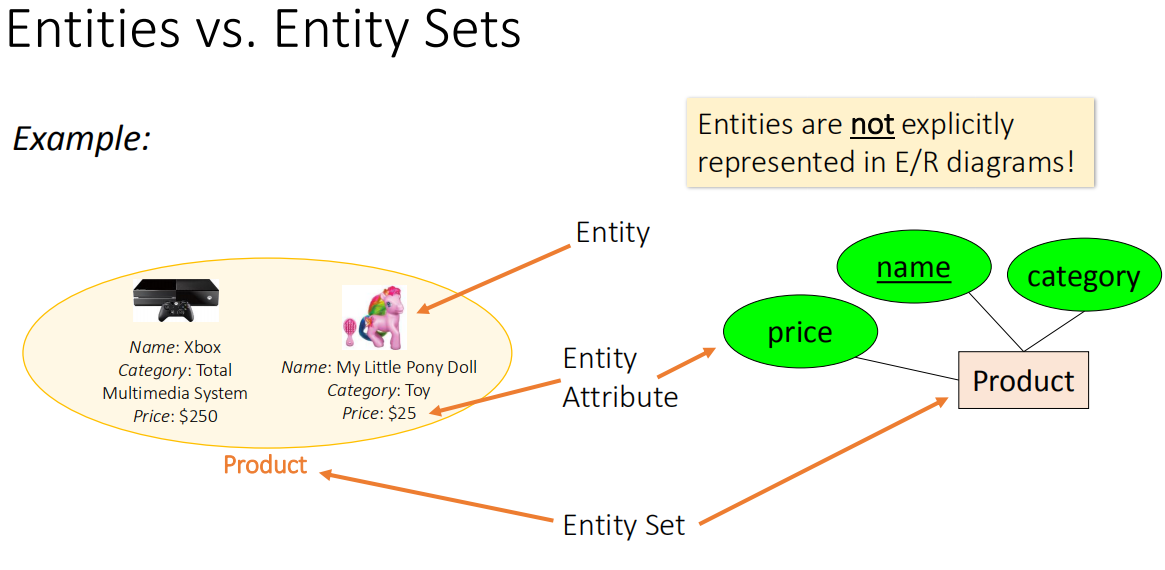 Entities vs. Entity Sets
Example:
Entities are not explicitly
represented in E/R diagrams!
Entity
Name: Xbox
Category: Total
Multimedia System
Price: $250
Name: My Little Pony Doll
Category: Toy
Price: $25
Product
Entity
Attribute
Entity Set
name
category
price
Product